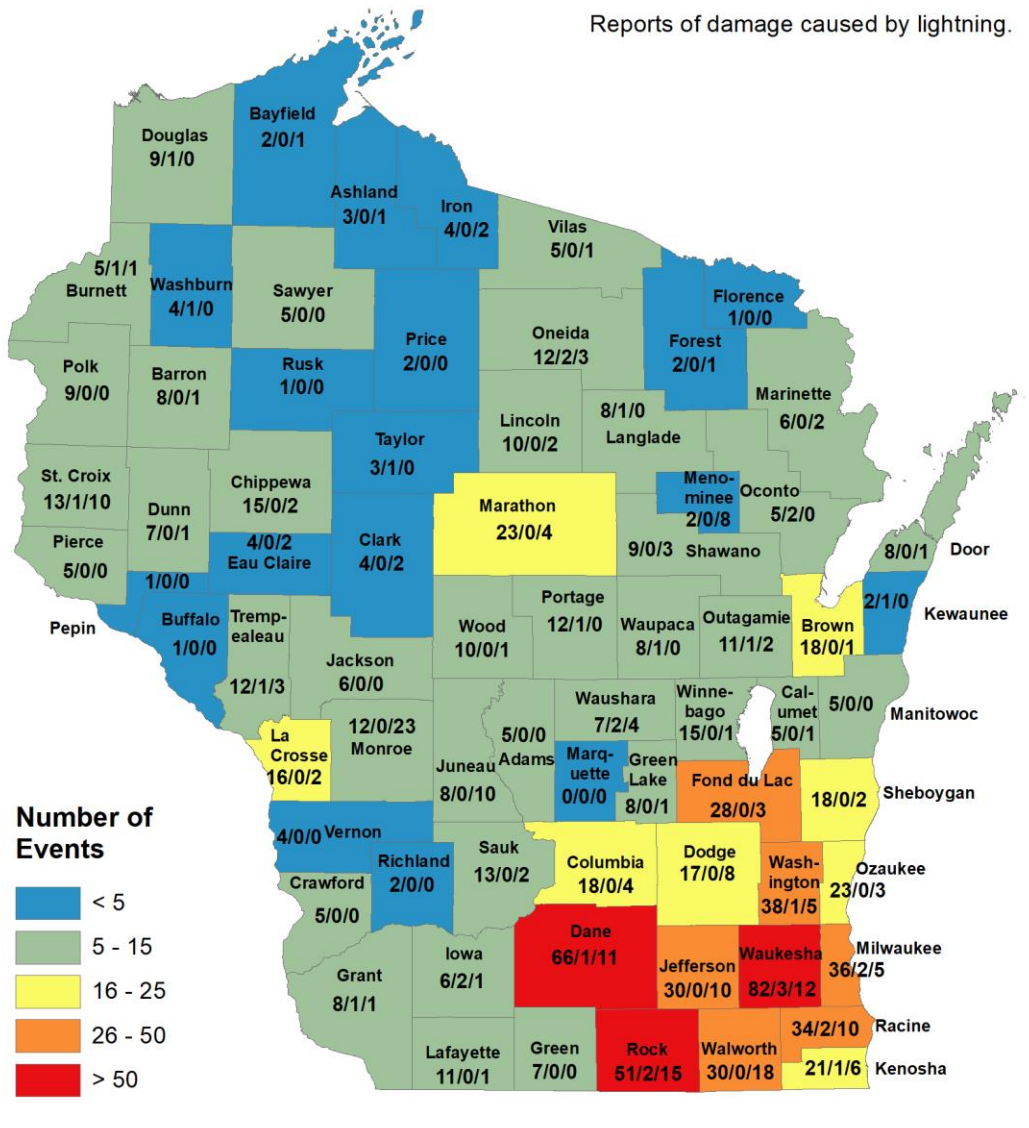 Reports of damage caused by lightning.
Bayfield
2/0/1
Douglas
9/1/0
Ashland
3/0/1
Iron
4/0/2
Vilas
5/0/1
5/1/1
Burnett
Washburn
4/1/0
Sawyer
5/0/0
Florence
1/0/0
Price
2/0/0
Oneida
12/2/3
Forest
2/0/1
Polk
9/0/0
Barron
8/0/1
Rusk
1/0/0
Marinette
6/0/2
Lincoln
10/0/2
8/1/0
Langlade
Taylor
3/1/0
St. Croix
13/1/10
Chippewa
15/0/2
Dunn
7/0/1
Marathon
23/0/4
Meno-
minee
2/0/8
Oconto
5/2/0
Pierce
5/0/0
4/0/2
Eau Claire
Clark
4/0/2
9/0/3 Shawano
8/0/1
Door
1/0/0
Pepin
Buffalo
1/0/0
Tremp-
ealeau
12/1/3
Jackson
6/0/0
Wood
10/0/1
Portage
12/1/0
Waupaca
8/1/0
Outagamie
11/1/2
Brown
18/0/1
2/1/0
Kewaunee
La
Crosse
16/0/2
12/0/23
Monroe
Juneau
8/0/10
5/0/0
Adams
Waushara
7/2/4
Winne-
bago
15/0/1
Cal-
umet
5/0/1
5/0/0
Manitowoc
Marq-
uette
0/0/0
Green
Lake
8/0/1
Fond du Lac
28/0/3
18/0/2
Sheboygan
4/0/0 Vernon
Richland
2/0/0
Sauk
13/0/2
Columbia
18/0/4
Dodge
17/0/8
Wash-
ington
38/1/5
Ozaukee
23/0/3
Crawford
5/0/0
Grant
8/1/1
Iowa
6/2/1
Dane
66/1/11
Jefferson
30/0/10
Waukesha
82/3/12
Milwaukee
36/2/5
Lafayette
11/0/1
Green
7/0/0
Rock
51/2/15
Walworth
30/0/18
34/2/10
Racine
21/1/6
Kenosha
Number of
Events
< 5
5 - 15
16 - 25
26 - 50
> 50